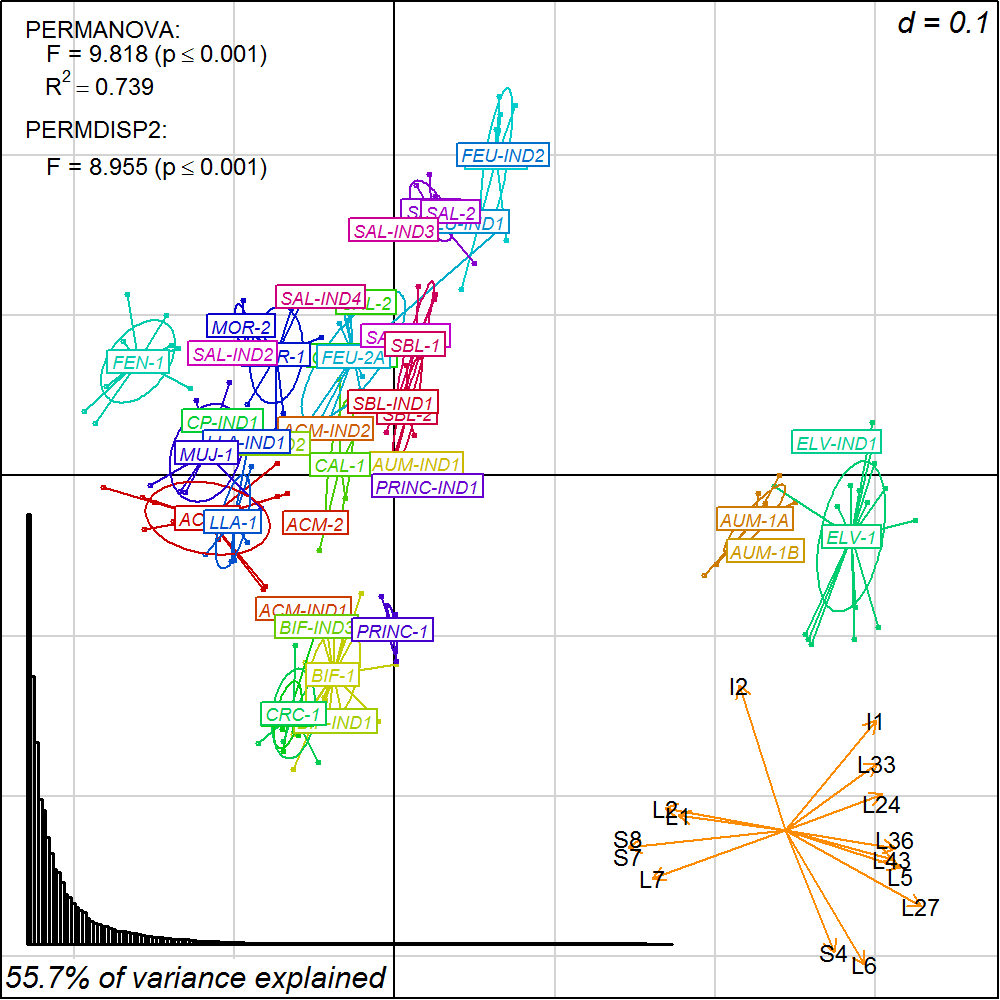 PERMANOVA:
d = 0.1
F = 9.818 (p ≤ 0.001)
R² = 0.739
PERMDISP2:
F = 8.955 (p ≤ 0.001)
FEU-IND2
SAL-2
SAL-IND3
SAL-IND4
MOR-2
SAL-IND2
FEN-1
FEU-2A
SBL-1
SBL-IND1
SBL-2
CP-IND1
ACM-IND2
LLA-IND1
MUJ-1
CAL-1
AUM-IND1
PRINC-IND1
ELV-IND1
LLA-1
ACM-2
AUM-1A
AUM-1B
ELV-1
ACM-IND1
BIF-IND3
PRINC-1
BIF-1
CRC-1
I2
I1
L33
L24
L2
E1
S8
S7
L7
L36
L43
L5
L27
S4
L6
55.7% of variance explained